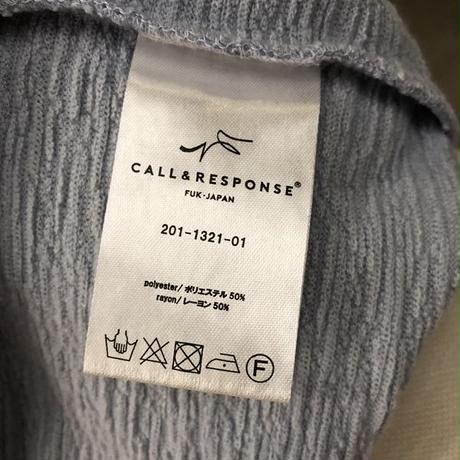 CALL&RESPONSE®
FUK·JAPAN
201-1321-01
polyester/ポリエステル 50%
rayon/レーヨン 50%
F